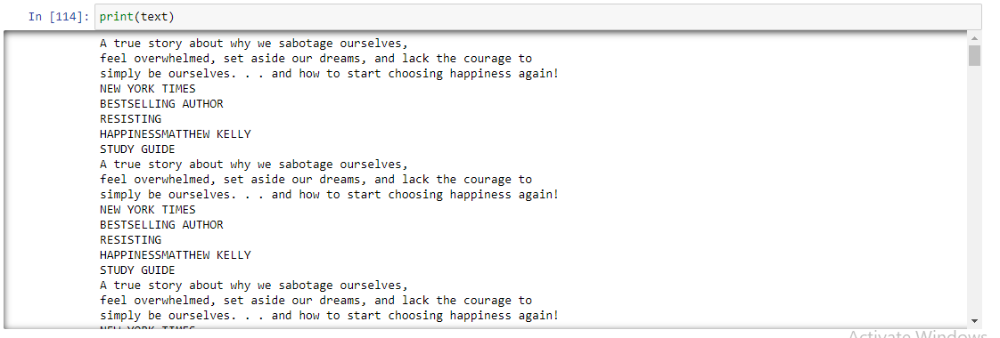 In [114]: print(text)
A true story about why we sabotage ourselves,
feel overwhelmed, set aside our dreams, and lack the courage to
simply be ourselves. . . and how to start choosing happiness again!
NEW YORK TIMES
BESTSELLING AUTHOR
RESISTING
HAPPINESSMATTHEW KELLY
STUDY GUIDE
A true story about why we sabotage ourselves,
feel overwhelmed, set aside our dreams, and lack the courage to
simply be ourselves. . . and how to start choosing happiness again!
NEW YORK TIMES
BESTSELLING AUTHOR
RESISTING
HAPPINESSMATTHEW KELLY
STUDY GUIDE
A true story about why we sabotage ourselves,
feel overwhelmed, set aside our dreams, and lack the courage to
simply be ourselves. . . and how to start choosing happiness again!
NEW YORK TIMES
Activate Windows